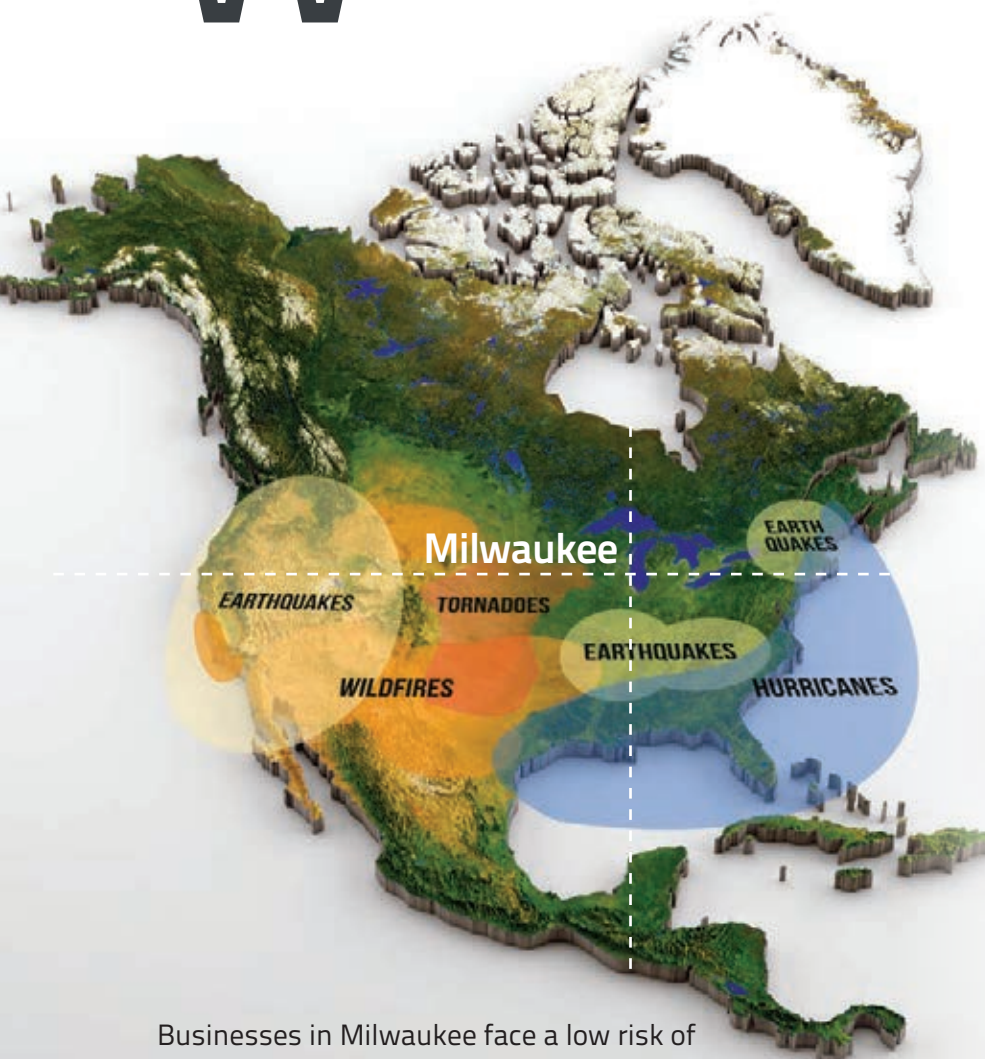 EARTH
QUAKES
Milwaukee
EARTHQUAKES
TORNADOES
EARTHQUAKES
WILDFIRES
HURRICANES
Businesses in Milwaukee face a low risk of